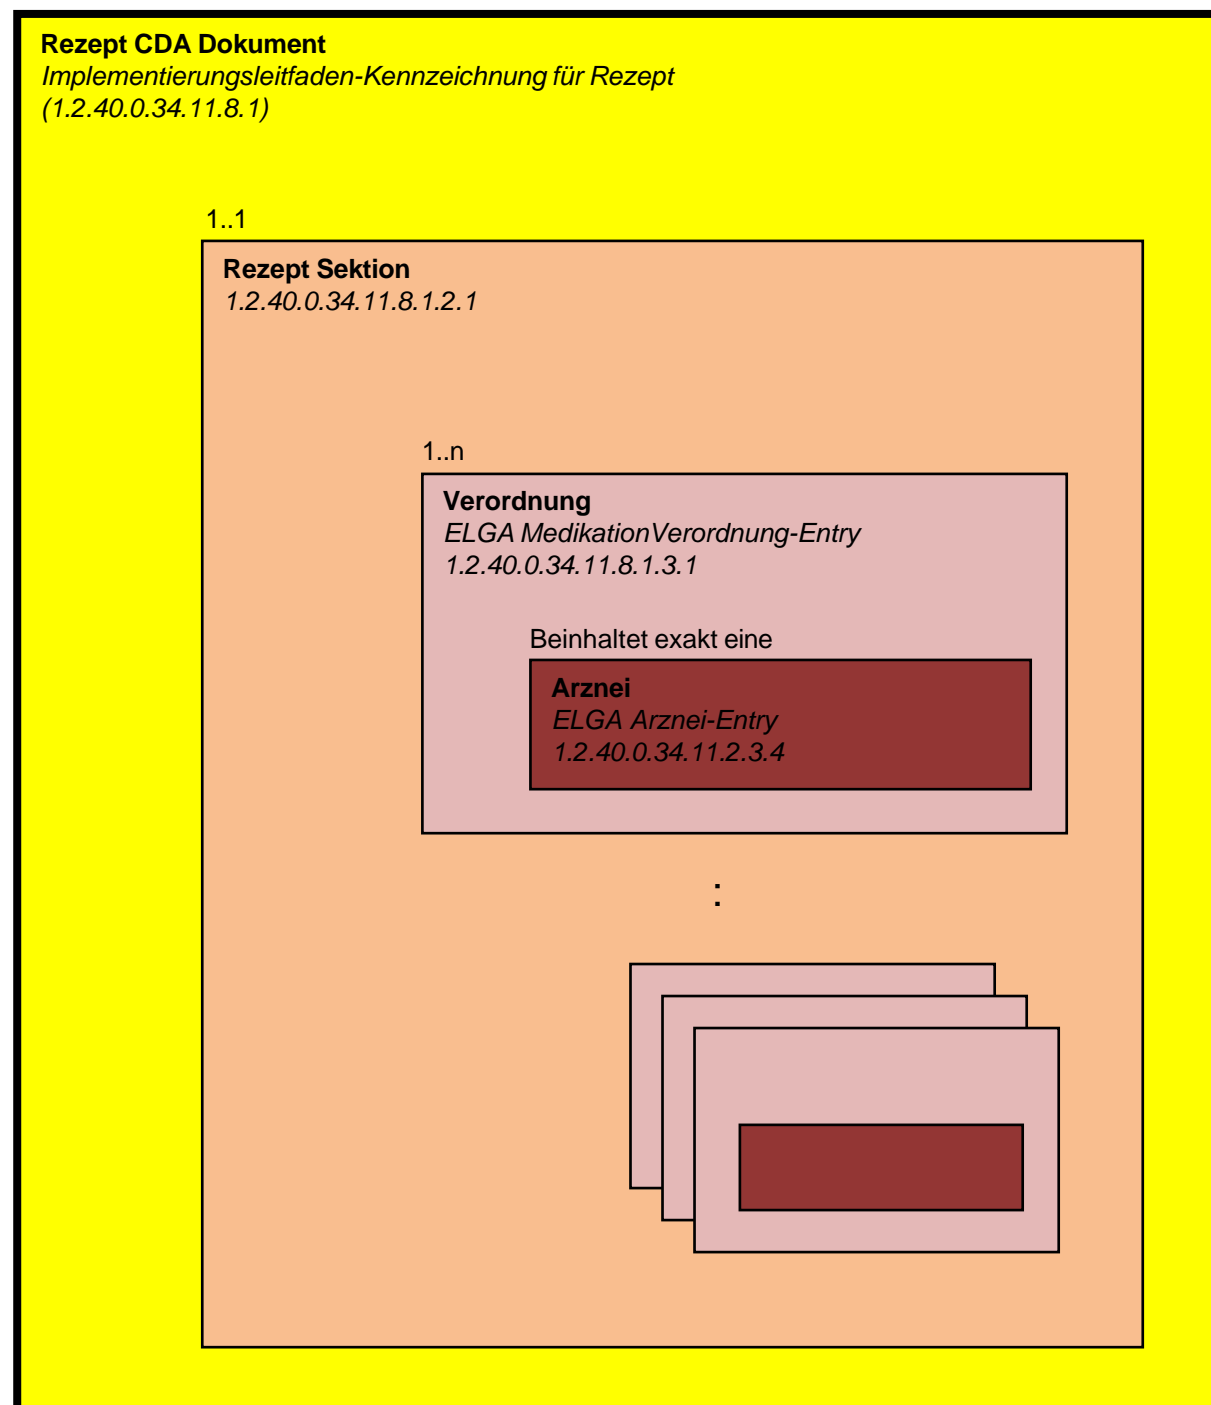 Rezept CDA Dokument
Implementierungsleitfaden-Kennzeichnung für Rezept
(1.2.40.0.34.11.8.1)
1..1
Rezept Sektion
1.2.40.0.34.11.8.1.2.1
1..n
Verordnung
ELGA MedikationVerordnung-Entry
1.2.40.0.34.11.8.1.3.1
Beinhaltet exakt eine
Arznei
ELGA Arznei-Entry
1.2.40.0.34.11.2.3.4
: